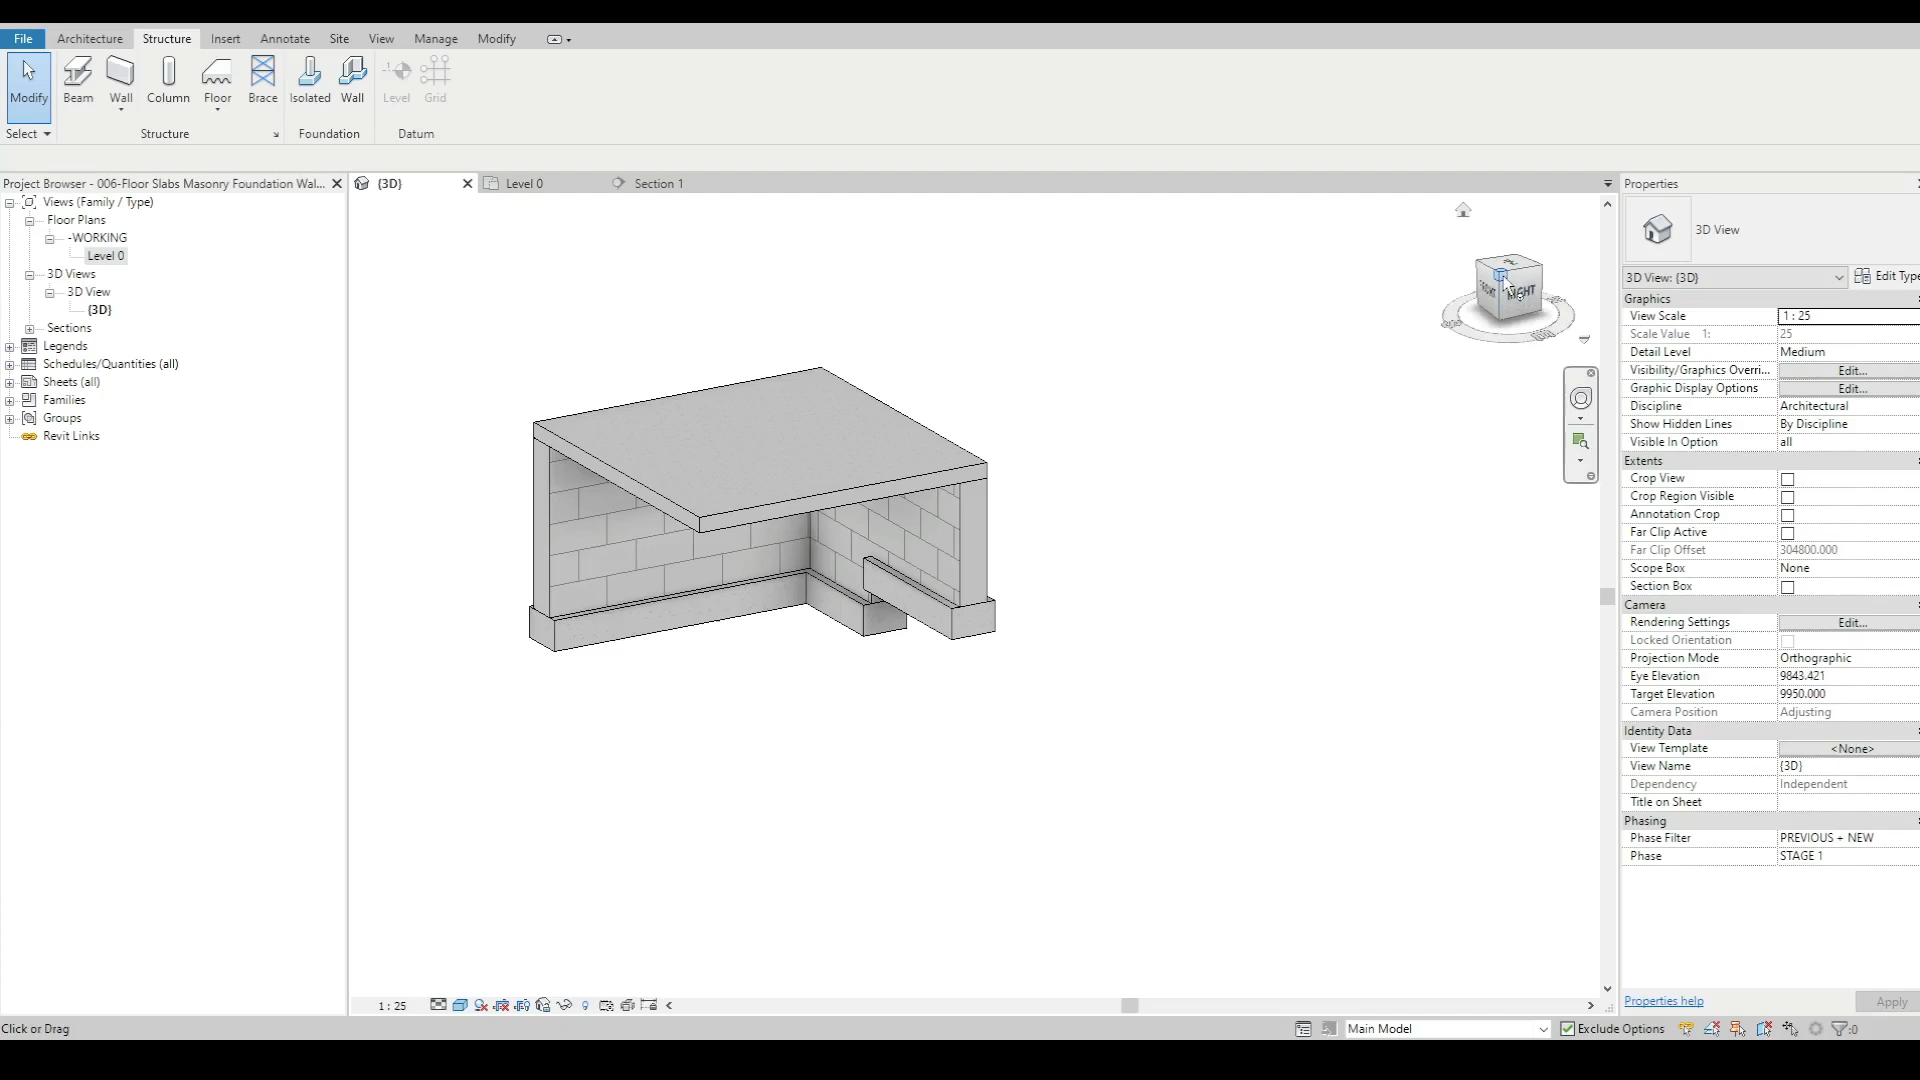 File Architecture Structure Insert Annotate Site View Manage Modify
Modify Beam Wall Column Floor Brace Isolated Wall Level Grid
Select Structure Foundation Datum
Project Browser - 006-Floor Slabs Masonry Foundation Wal...
{3D} Level 0 Section 1
Views (Family / Type)
Floor Plans
-WORKING
Level 0
3D Views
3D View
{3D}
Sections
Legends
Schedules/Quantities (all)
Sheets (all)
Families
Groups
Revit Links
FRONT RIGHT
Properties
3D View
3D View: {3D} Edit Type
Graphics
View Scale 1 : 25
Scale Value 1: 25
Detail Level Medium
Visibility/Graphics Overri... Edit...
Graphic Display Options Edit...
Discipline Architectural
Show Hidden Lines By Discipline
Visible In Option all
Extents
Crop View
Crop Region Visible
Annotation Crop
Far Clip Active
Far Clip Offset 304800.000
Scope Box None
Section Box
Camera
Rendering Settings Edit...
Locked Orientation
Projection Mode Orthographic
Eye Elevation 9843.421
Target Elevation 9950.000
Camera Position Adjusting
Identity Data
View Template <None>
View Name {3D}
Dependency Independent
Title on Sheet
Phasing
Phase Filter PREVIOUS + NEW
Phase STAGE 1
Properties help Apply
1 : 25
Click or Drag Main Model Exclude Options :0